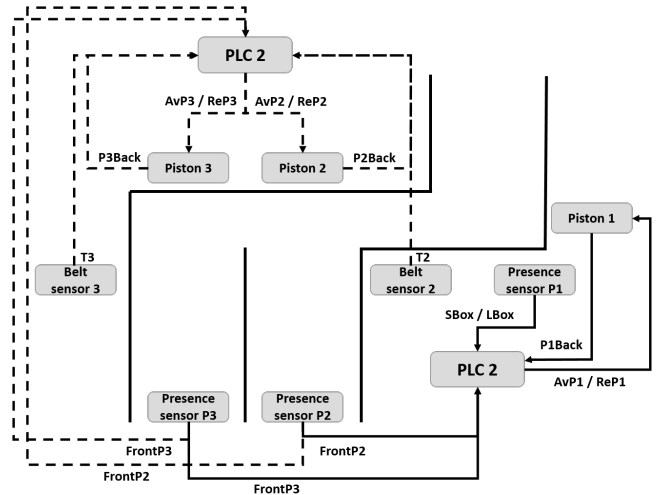 PLC 2
AvP3 / ReP3
AvP2 / ReP2
P3Back
Piston 3
Piston 2
P2Back
Piston 1
T3
Belt
sensor 3
T2
Belt
sensor 2
Presence
sensor P1
SBox / LBox
P1Back
PLC 2
AvP1 / ReP1
Presence
sensor P3
Presence
sensor P2
FrontP3
FrontP2
FrontP2
FrontP3